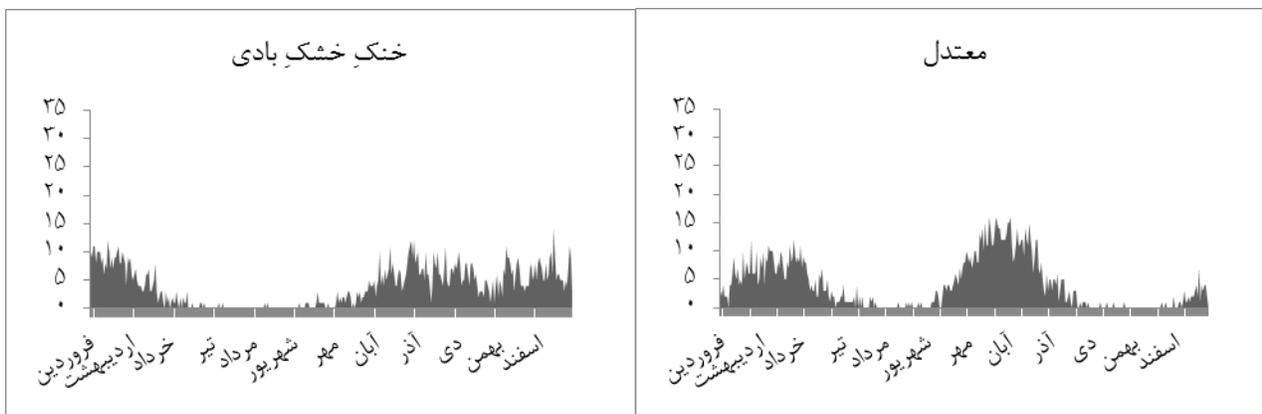 معتدل
۳۵
۳۰
۲۵
۲۰
۱۵
۱۰
۵
۰
فروردین
اردیبهشت
خرداد
تیر
مرداد
شهریور
مهر
آبان
آذر
دی
بهمن
اسفند
خنکِ خشکِ بادی
۳۵
۳۰
۲۵
۲۰
۱۵
۱۰
۵
۰
فروردین
اردیبهشت
خرداد
تیر
مرداد
شهریور
مهر
آبان
آذر
دی
بهمن
اسفند